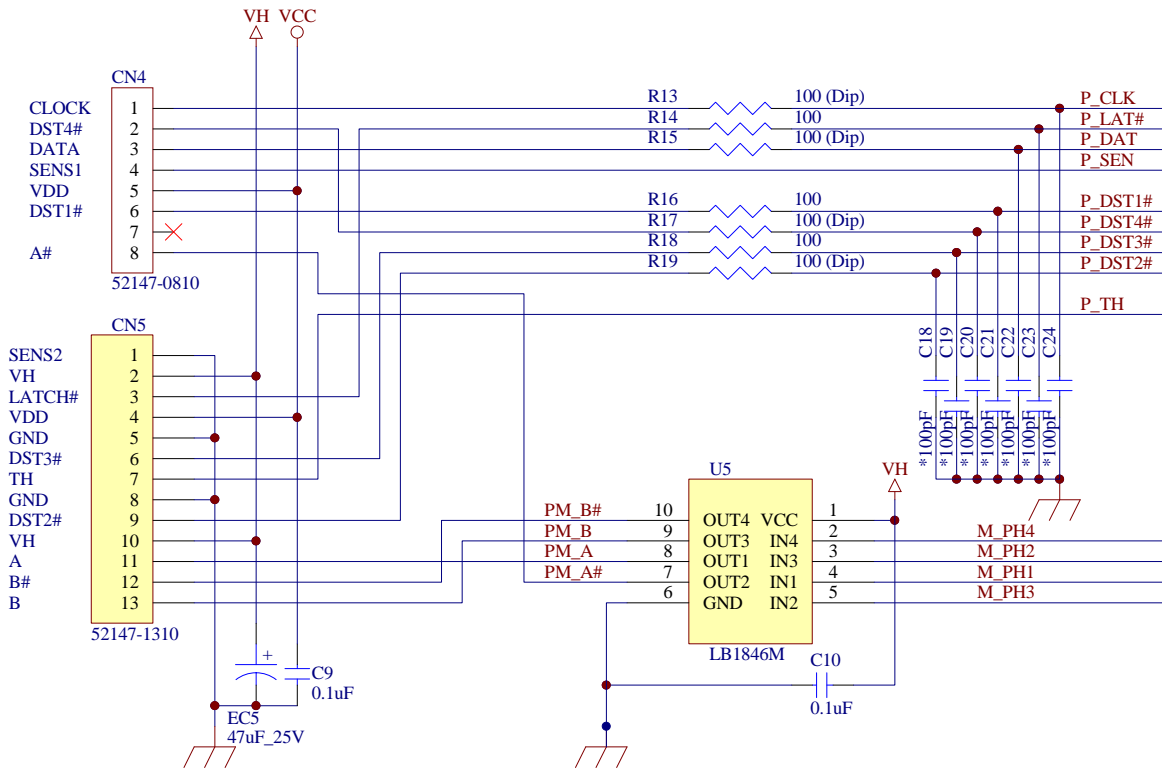 VH VCC
CN4
CLOCK 1
DST4# 2
DATA 3
SENS1 4
VDD 5
DST1# 6
7
A# 8
52147-0810
R13 100 (Dip) P_CLK
R14 100 P_LAT#
R15 100 (Dip) P_DAT
P_SEN
R16 100 P_DST1#
R17 100 (Dip) P_DST4#
R18 100 P_DST3#
R19 100 (Dip) P_DST2#
P_TH
CN5
SENS2 1
VH 2
LATCH# 3
VDD 4
GND 5
DST3# 6
TH 7
GND 8
DST2# 9
VH 10
A 11
B# 12
B 13
52147-1310
C18
C19
C20
C21
C22
C23
C24
*100pF
*100pF
*100pF
*100pF
*100pF
*100pF
*100pF
U5
VH
PM_B# 10 OUT4 VCC 1
PM_B 9 OUT3 IN4 2 M_PH4
PM_A 8 OUT1 IN3 3 M_PH2
PM_A# 7 OUT2 IN1 4 M_PH1
6 GND IN2 5 M_PH3
LB1846M
C10
0.1uF
+
C9
0.1uF
EC5
47uF_25V